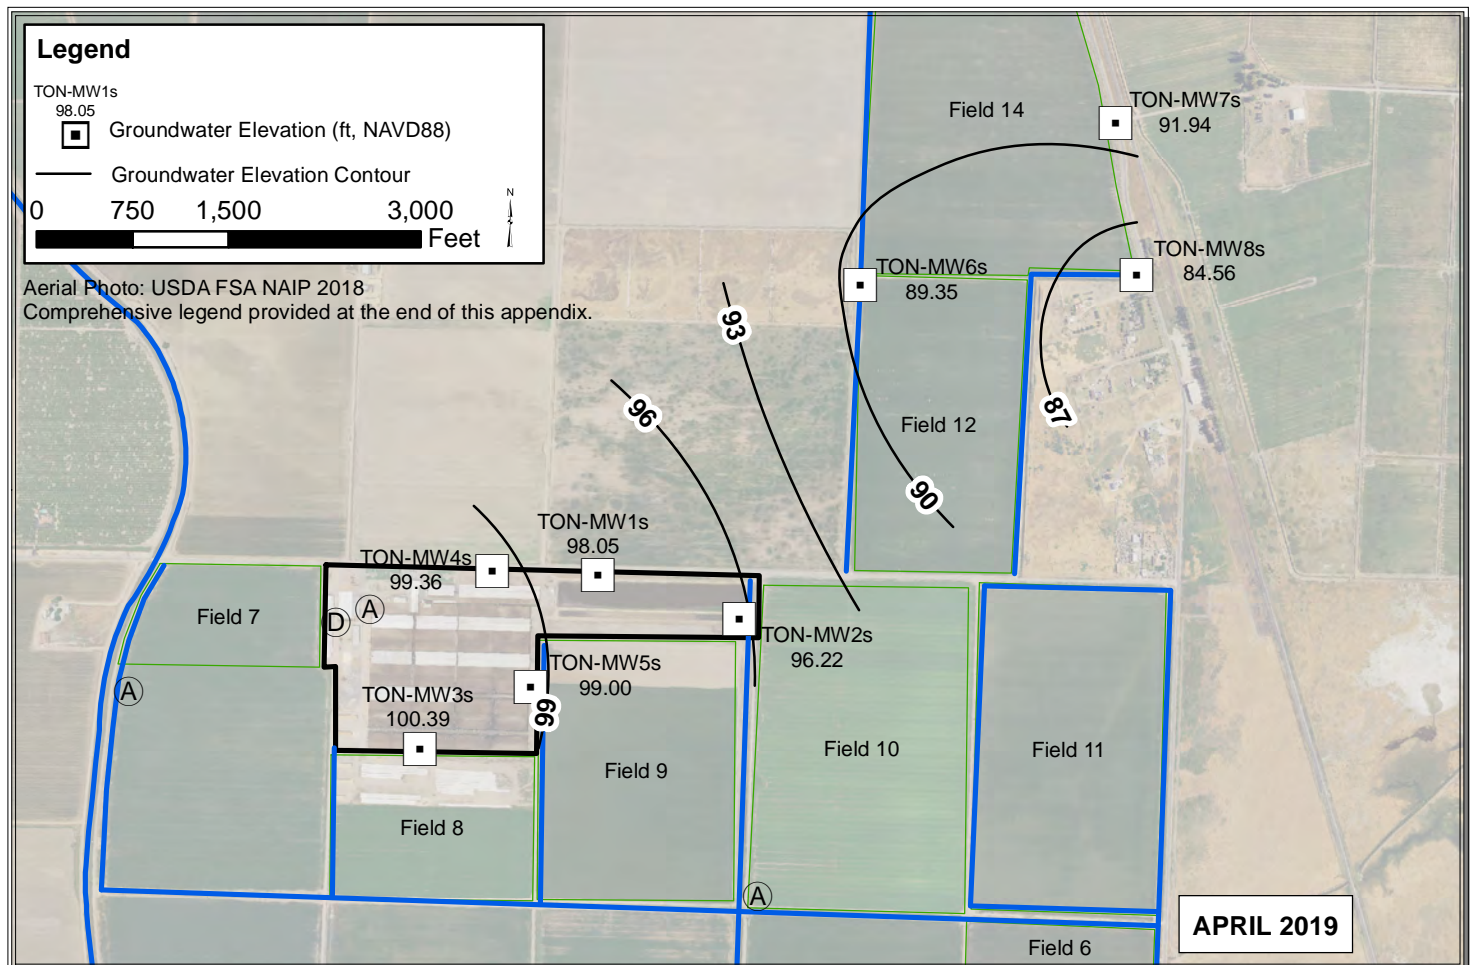 Legend
TON-MW1s
98.05
Groundwater Elevation (ft, NAVD88)
Groundwater Elevation Contour
N
0 750 1,500 3,000
Feet
Aerial Photo: USDA FSA NAIP 2018
Comprehensive legend provided at the end of this appendix.
Field 14
TON-MW7s
91.94
TON-MW8s
84.56
TON-MW6s
89.35
93
96
87
90
Field 12
TON-MW1s
98.05
TON-MW4s
99.36
Field 7
D
A
TON-MW2s
96.22
TON-MW5s
99.00
A
TON-MW3s
100.39
99
Field 10
Field 11
Field 9
Field 8
A
APRIL 2019
Field 6